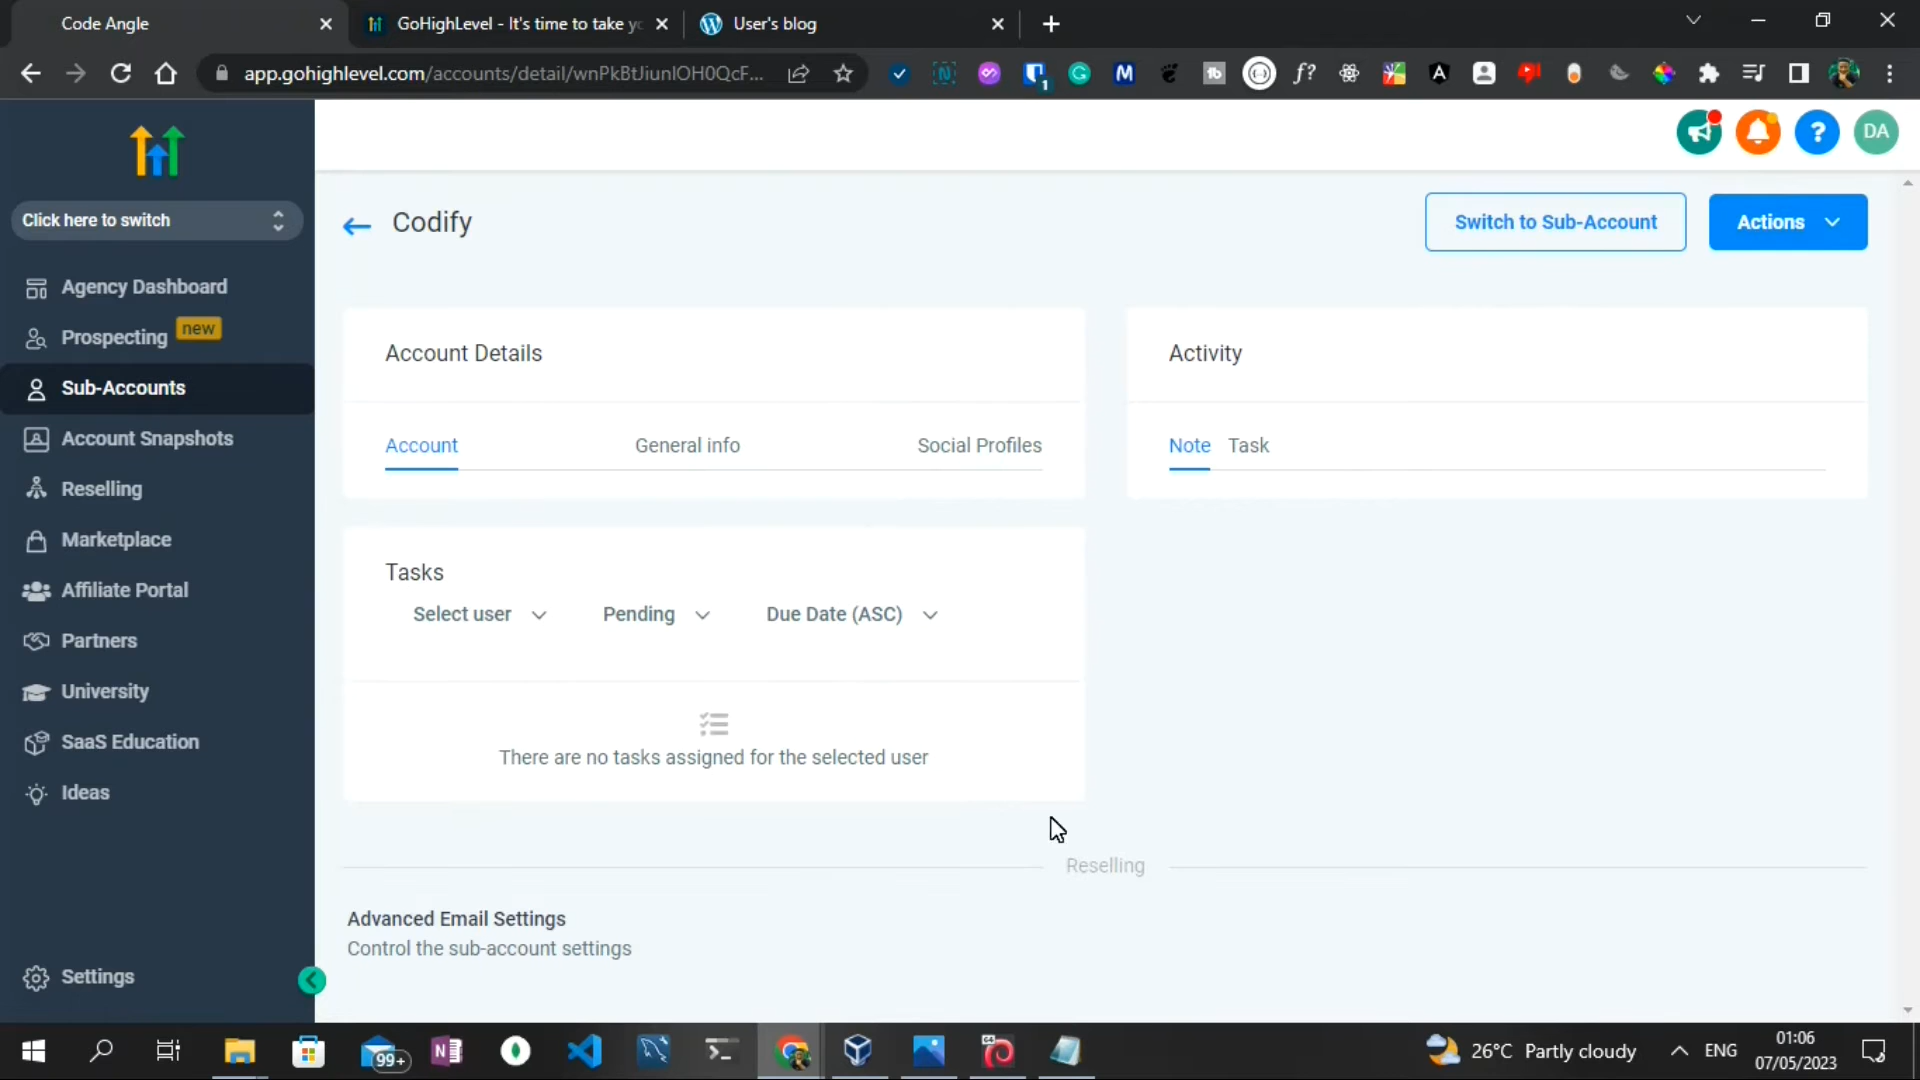 Code Angle
GoHighLevel - It's time to take yo
User's blog
app.gohighlevel.com/accounts/detail/wnPkBtJiunIOH0QcF...
DA
Click here to switch
Codify
Switch to Sub-Account
Actions
Agency Dashboard
Prospecting new
Sub-Accounts
Account Snapshots
Reselling
Marketplace
Affiliate Portal
Partners
University
SaaS Education
Ideas
Settings
Account Details
Account
General info
Social Profiles
Activity
Note
Task
Tasks
Select user
Pending
Due Date (ASC)
There are no tasks assigned for the selected user
Reselling
Advanced Email Settings
Control the sub-account settings
99+
26°C Partly cloudy
ENG
01:06
07/05/2023